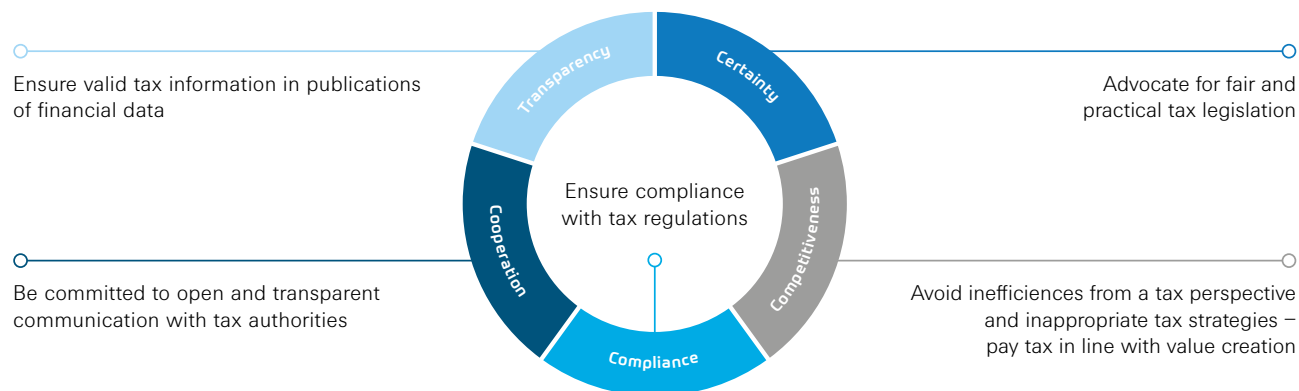 Transparency
Certainty
Ensure valid tax information in publications
of financial data
Advocate for fair and
practical tax legislation
Ensure compliance
with tax regulations
Cooperation
Competitiveness
Be committed to open and transparent
communication with tax authorities
Avoid inefficiences from a tax perspective
and inappropriate tax strategies –
pay tax in line with value creation
Compliance